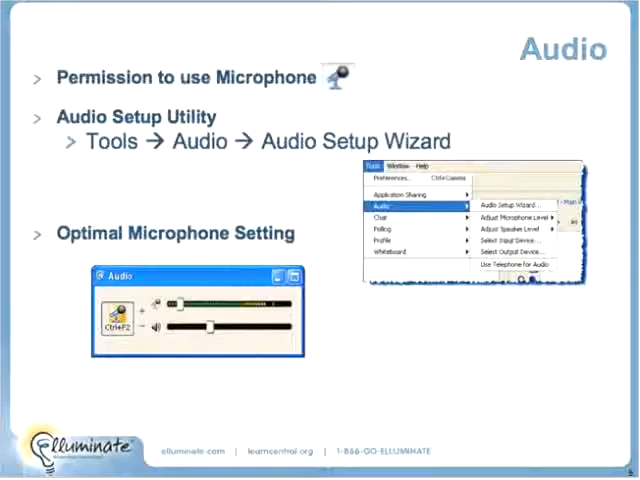 Audio
> Permission to use Microphone
> Audio Setup Utility
> Tools → Audio → Audio Setup Wizard
Tools Window Help
Preferences... Ctrl+Comma
Application Sharing
Audio
Audio Setup Wizard...
Chat
Adjust Microphone Level
Polling
Adjust Speaker Level
Profile
Select Input Device...
Whiteboard
Select Output Device...
Use Telephone for Audio
> Optimal Microphone Setting
Audio
Ctrl+F2
+
−
Elluminate
elluminate.com | learncentral.org | 1-866-GO-ELLUMINATE